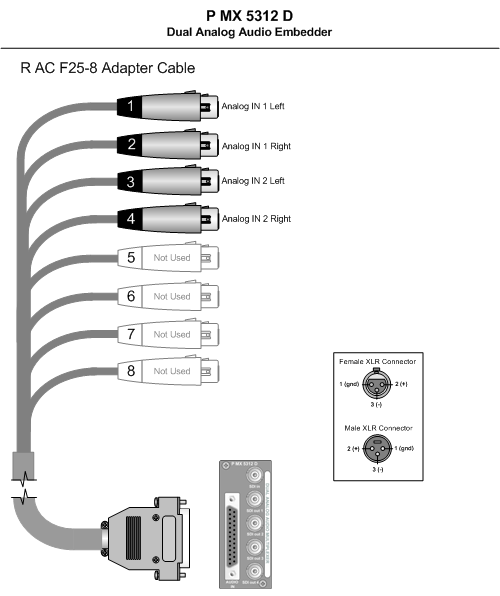 P MX 5312 D
Dual Analog Audio Embedder
R AC F25-8 Adapter Cable
1 Analog IN 1 Left
2 Analog IN 1 Right
3 Analog IN 2 Left
4 Analog IN 2 Right
5 Not Used
6 Not Used
7 Not Used
8 Not Used
Female XLR Connector
1 (gnd) 2 (+)
3 (-)
Male XLR Connector
2 (+) 1 (gnd)
3 (-)
P MX 5312 D
SDI in
SDI out 1
SDI out 2
SDI out 3
SDI out 4
AUDIO
IN